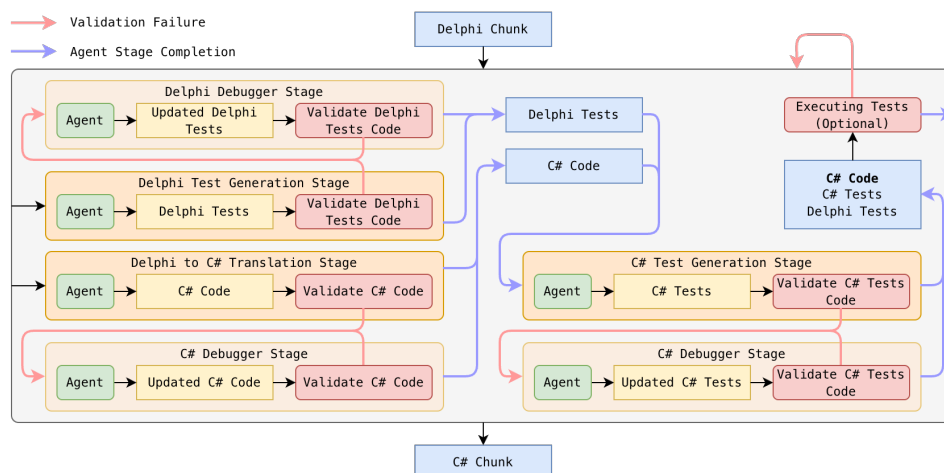 Validation Failure
Agent Stage Completion
Delphi Chunk
Delphi Debugger Stage
Agent
Updated Delphi
Tests
Validate Delphi
Tests Code
Delphi Test Generation Stage
Agent
Delphi Tests
Validate Delphi
Tests Code
Delphi to C# Translation Stage
Agent
C# Code
Validate C# Code
C# Debugger Stage
Agent
Updated C# Code
Validate C# Code
Delphi Tests
C# Code
Executing Tests
(Optional)
C# Code
C# Tests
Delphi Tests
C# Test Generation Stage
Agent
C# Tests
Validate C# Tests
Code
C# Debugger Stage
Agent
Updated C# Tests
Validate C# Tests
Code
C# Chunk